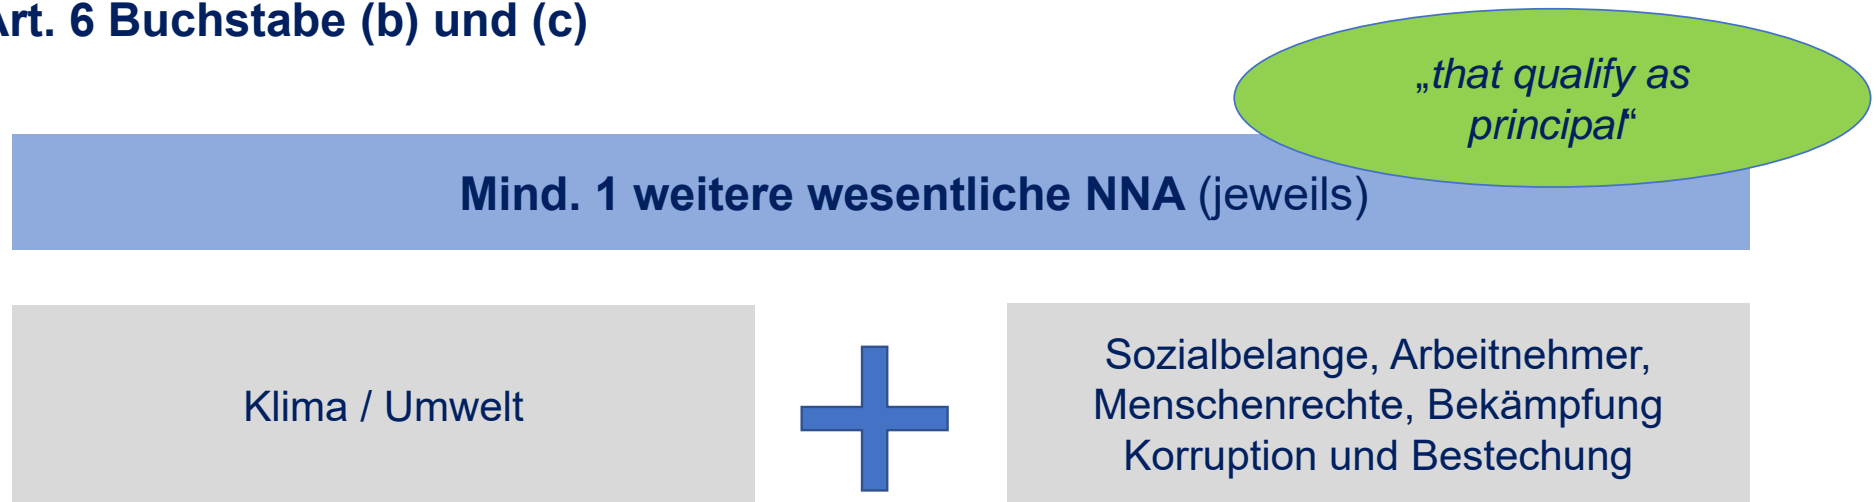 Art. 6 Buchstabe (b) und (c)
„that qualify as
principal“
Mind. 1 weitere wesentliche NNA (jeweils)
Klima / Umwelt
Sozialbelange, Arbeitnehmer,
Menschenrechte, Bekämpfung
Korruption und Bestechung